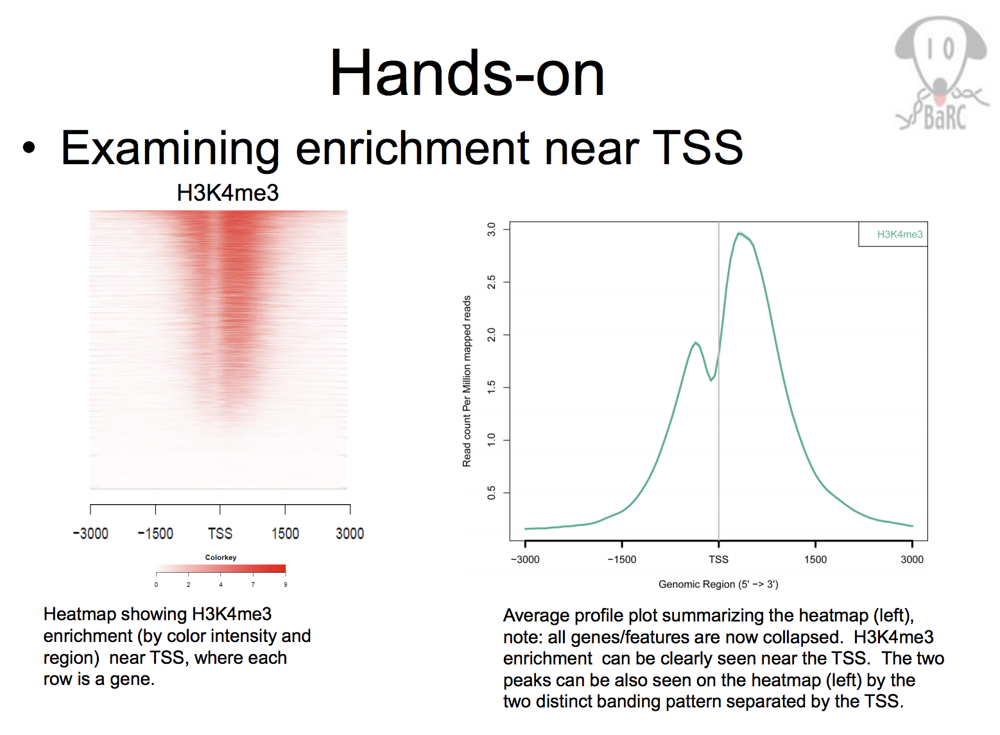 Hands-on
10
BaRC
• Examining enrichment near TSS
H3K4me3
−3000 −1500 TSS 1500 3000
Colorkey
0 2 4 7 9
Heatmap showing H3K4me3
enrichment (by color intensity and
region) near TSS, where each
row is a gene.
H3K4me3
Read count Per Million mapped reads
3.0
2.5
2.0
1.5
1.0
0.5
−3000 −1500 TSS 1500 3000
Genomic Region (5' −> 3')
Average profile plot summarizing the heatmap (left),
note: all genes/features are now collapsed. H3K4me3
enrichment can be clearly seen near the TSS. The two
peaks can be also seen on the heatmap (left) by the
two distinct banding pattern separated by the TSS.